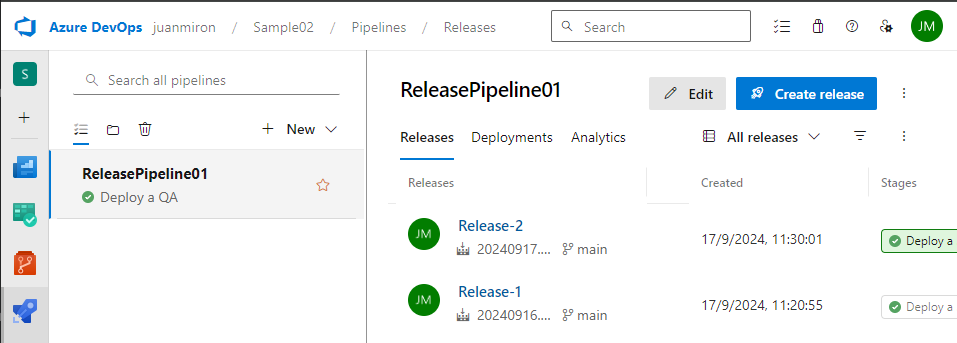 Azure DevOps juanmiron / Sample02 / Pipelines / Releases Search JM
S
Search all pipelines
New
ReleasePipeline01
Deploy a QA
ReleasePipeline01 Edit Create release
Releases Deployments Analytics All releases
Releases Created Stages
JM Release-2 17/9/2024, 11:30:01 Deploy a
20240917.... main
JM Release-1 17/9/2024, 11:20:55 Deploy a
20240916.... main